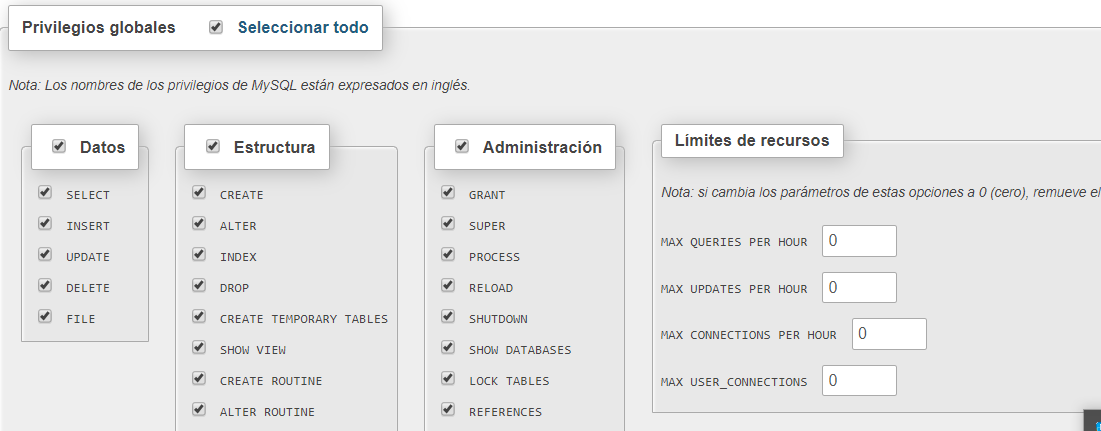 Privilegios globales Seleccionar todo
Nota: Los nombres de los privilegios de MySQL están expresados en inglés.
Datos
SELECT
INSERT
UPDATE
DELETE
FILE
Estructura
CREATE
ALTER
INDEX
DROP
CREATE TEMPORARY TABLES
SHOW VIEW
CREATE ROUTINE
ALTER ROUTINE
Administración
GRANT
SUPER
PROCESS
RELOAD
SHUTDOWN
SHOW DATABASES
LOCK TABLES
REFERENCES
Límites de recursos
Nota: si cambia los parámetros de estas opciones a 0 (cero), remueve el
MAX QUERIES PER HOUR 0
MAX UPDATES PER HOUR 0
MAX CONNECTIONS PER HOUR 0
MAX USER_CONNECTIONS 0